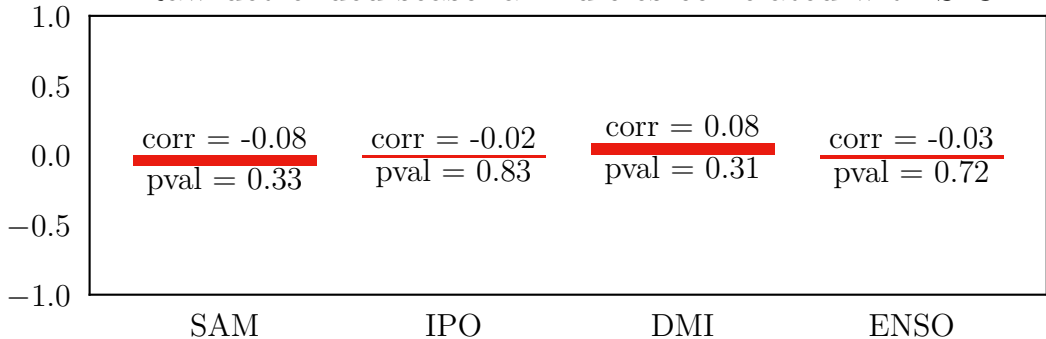 1.0
0.5
0.0
−0.5
−1.0
corr = -0.08
pval = 0.33
corr = -0.02
pval = 0.83
corr = 0.08
pval = 0.31
corr = -0.03
pval = 0.72
SAM IPO DMI ENSO